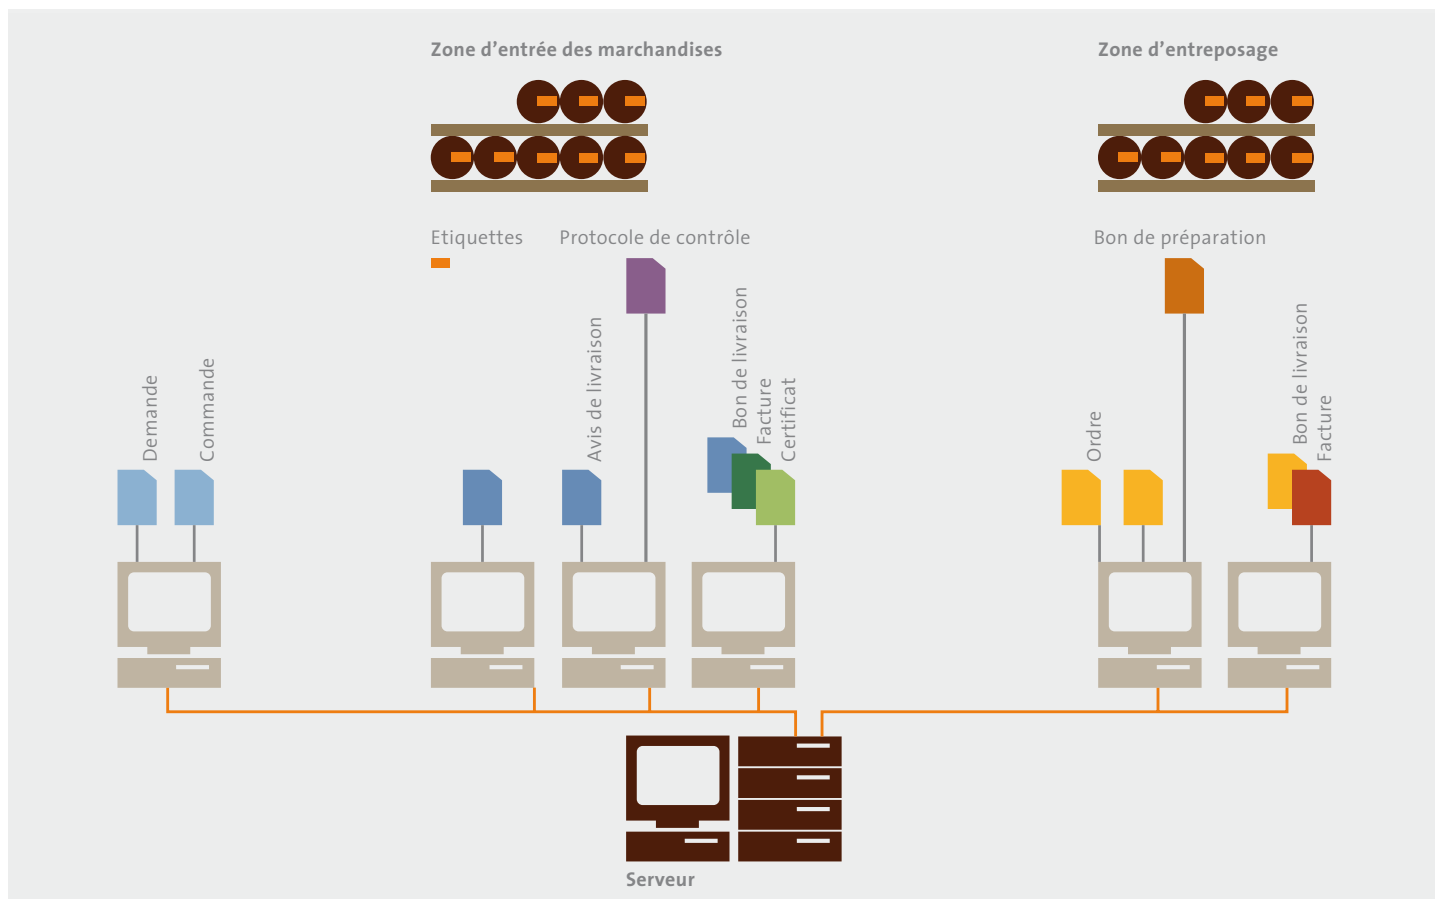 Zone d’entrée des marchandises
Zone d’entreposage
Etiquettes
Protocole de contrôle
Bon de préparation
Demande
Commande
Avis de livraison
Bon de livraison
Facture
Certificat
Ordre
Bon de livraison
Facture
Serveur